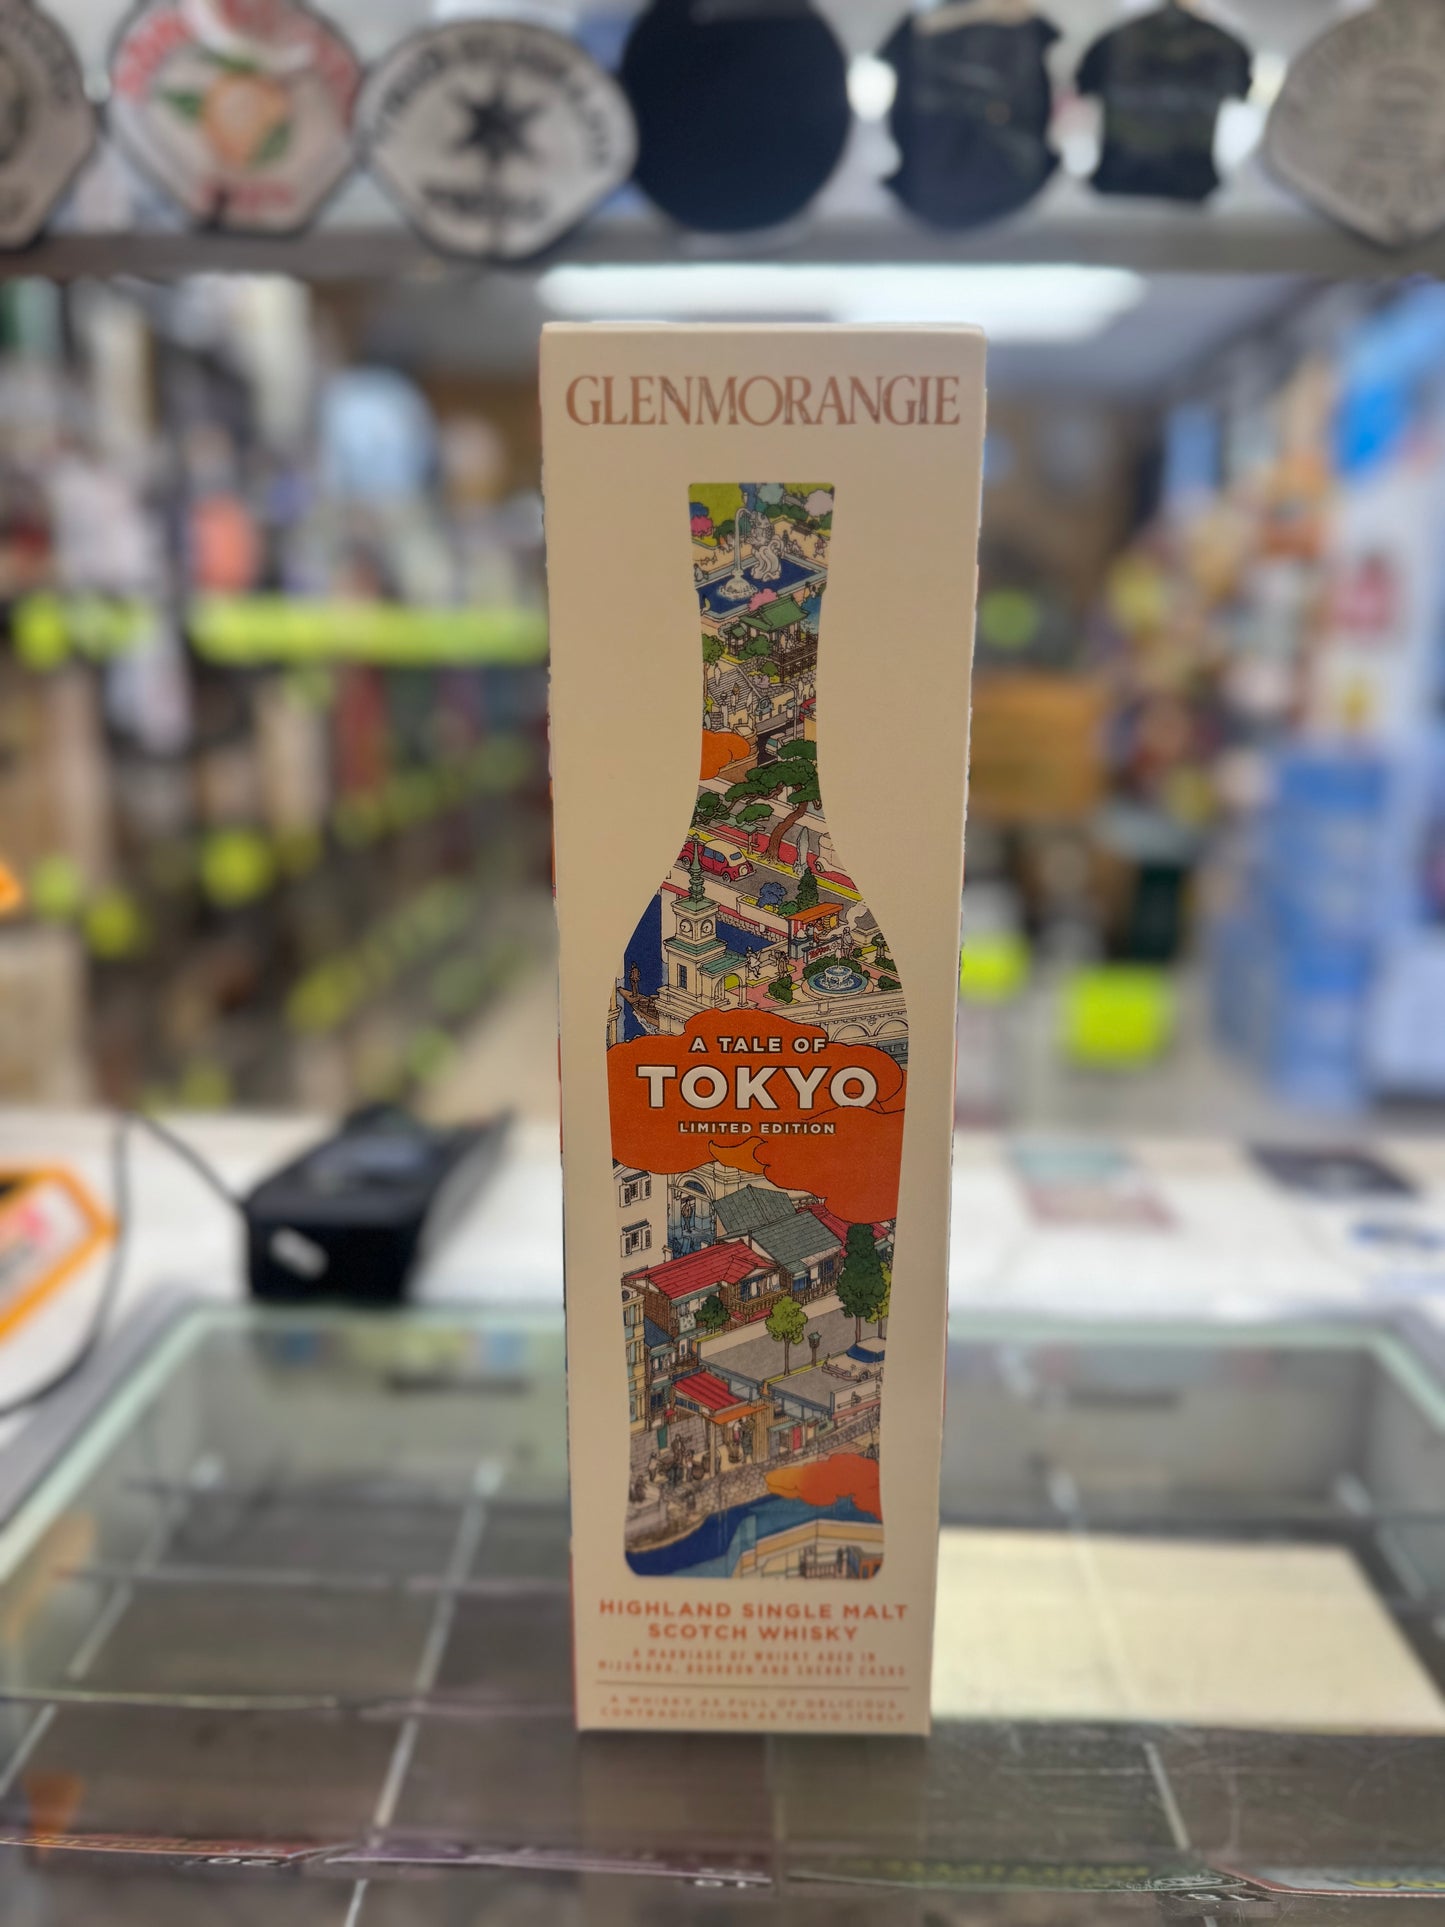 GLENMORANGIE
A TALE OF
TOKYO
LIMITED EDITION
HIGHLAND SINGLE MALT
SCOTCH WHISKY
A MARRIAGE OF WHISKY AGED IN
MIZUNARA, BOURBON AND SHERRY CASKS
A WHISKY AS FULL OF DELICIOUS
CONTRADICTIONS AS TOKYO ITSELF